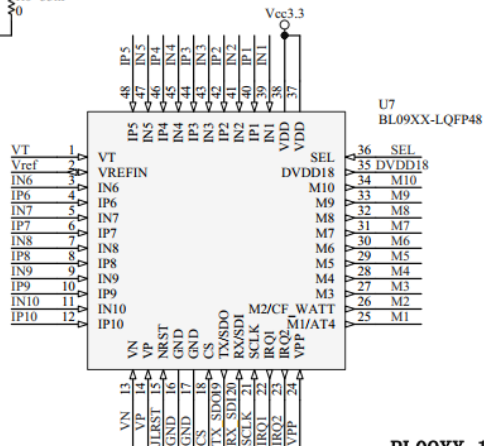 0
Vcc3.3
IP5 IN5 IP4 IN4 IP3 IN3 IP2 IN2 IP1 IN1
48 47 46 45 44 43 42 41 40 39 38 37
IP5 IN5 IP4 IN4 IP3 IN3 IP2 IN2 IP1 IN1 VDD VDD
U7
BL09XX-LQFP48
VT 1 VT
Vref 2 VREFIN
IN6 3 IN6
IP6 4 IP6
IN7 5 IN7
IP7 6 IP7
IN8 7 IN8
IP8 8 IP8
IN9 9 IN9
IP9 10 IP9
IN10 11 IN10
IP10 12 IP10
SEL 36 SEL
DVDD18 35 DVDD18
M10 34 M10
M9 33 M9
M8 32 M8
M7 31 M7
M6 30 M6
M5 29 M5
M4 28 M4
M3 27 M3
M2/CF_WATT 26 M2
M1/AT4 25 M1
VN VP NRST GND GND CS TX/SDO RX/SDI SCLK IRQ1 IRQ2 VPP
13 14 15 16 17 18 19 20 21 22 23 24
VN VP GND GND CS TX SDO RX SDI SCLK IRQ1 IRQ2 VPP